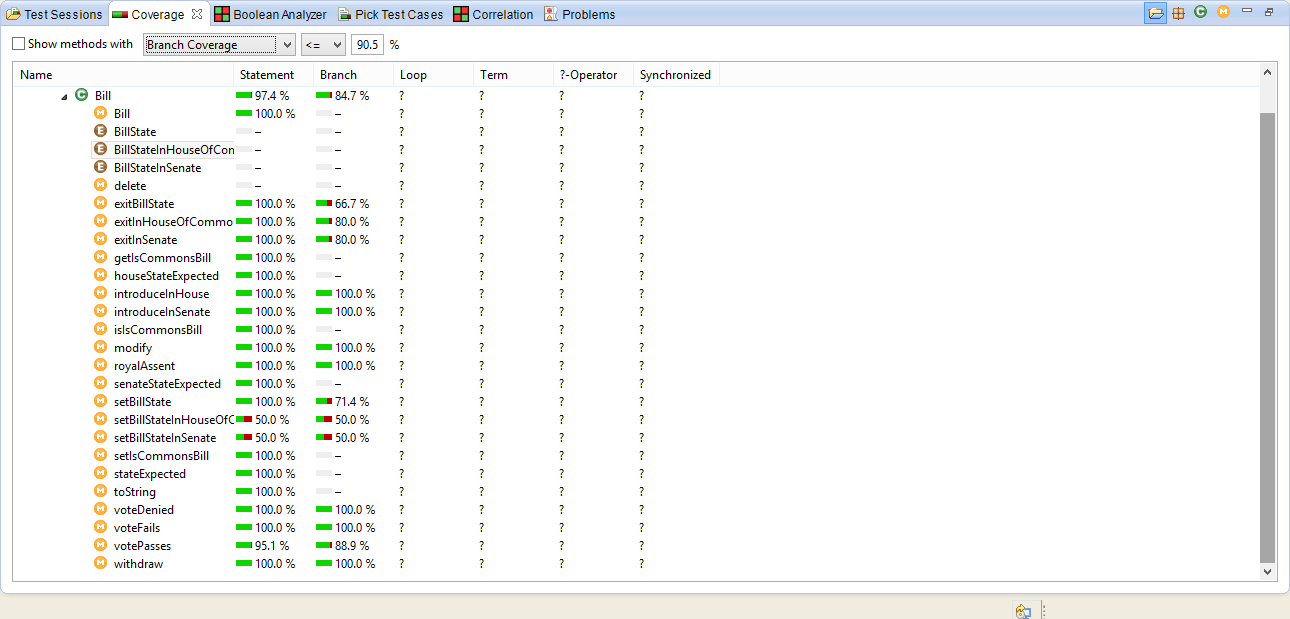 Test Sessions Coverage Boolean Analyzer Pick Test Cases Correlation Problems
Show methods with Branch Coverage <= 90.5 %
Name Statement Branch Loop Term ?-Operator Synchronized
C Bill 97.4 % 84.7 % ? ? ? ?
M Bill 100.0 % – ? ? ? ?
E BillState – – ? ? ? ?
E BillStateInHouseOfCon – – ? ? ? ?
E BillStateInSenate – – ? ? ? ?
M delete – – ? ? ? ?
M exitBillState 100.0 % 66.7 % ? ? ? ?
M exitInHouseOfCommo 100.0 % 80.0 % ? ? ? ?
M exitInSenate 100.0 % 80.0 % ? ? ? ?
M getIsCommonsBill 100.0 % – ? ? ? ?
M houseStateExpected 100.0 % – ? ? ? ?
M introduceInHouse 100.0 % 100.0 % ? ? ? ?
M introduceInSenate 100.0 % 100.0 % ? ? ? ?
M isIsCommonsBill 100.0 % – ? ? ? ?
M modify 100.0 % 100.0 % ? ? ? ?
M royalAssent 100.0 % 100.0 % ? ? ? ?
M senateStateExpected 100.0 % – ? ? ? ?
M setBillState 100.0 % 71.4 % ? ? ? ?
M setBillStateInHouseOfC 50.0 % 50.0 % ? ? ? ?
M setBillStateInSenate 50.0 % 50.0 % ? ? ? ?
M setIsCommonsBill 100.0 % – ? ? ? ?
M stateExpected 100.0 % – ? ? ? ?
M toString 100.0 % – ? ? ? ?
M voteDenied 100.0 % 100.0 % ? ? ? ?
M voteFails 100.0 % 100.0 % ? ? ? ?
M votePasses 95.1 % 88.9 % ? ? ? ?
M withdraw 100.0 % 100.0 % ? ? ? ?